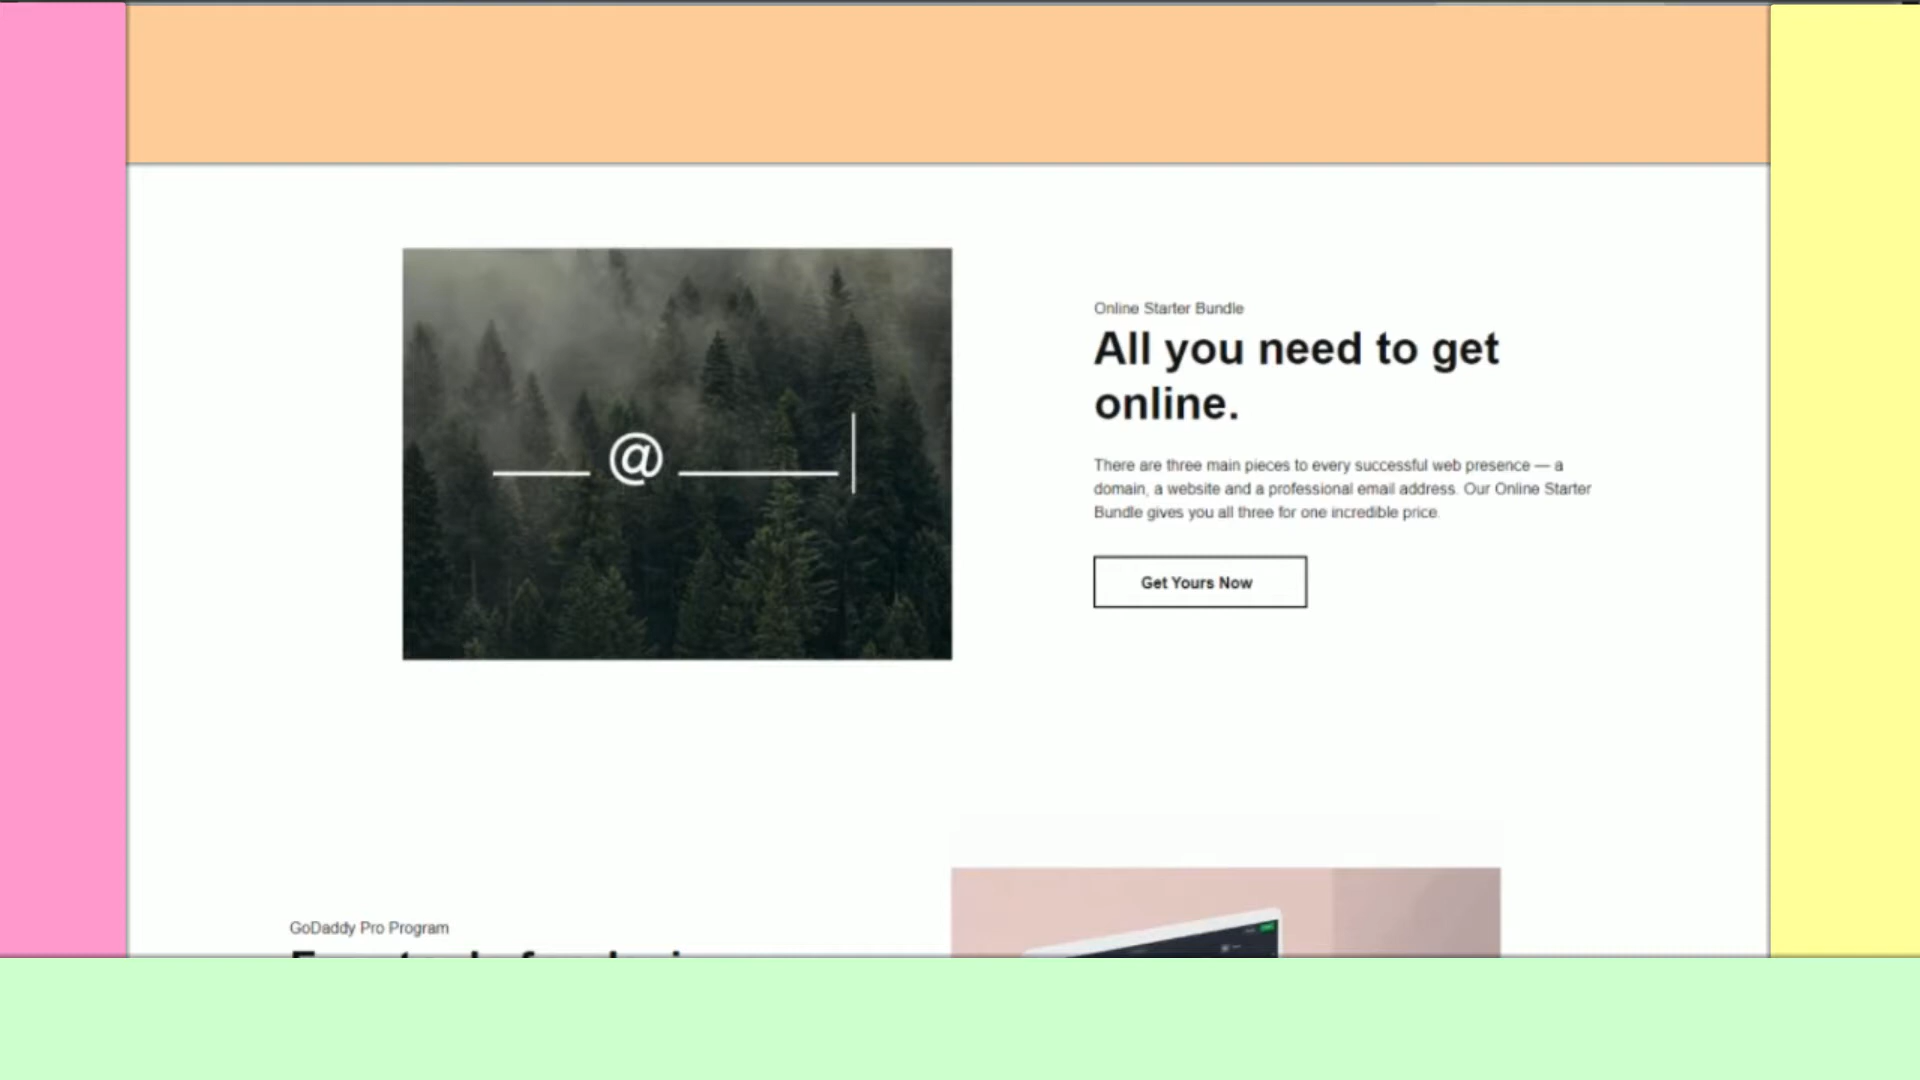 Online Starter Bundle
All you need to get
online.
There are three main pieces to every successful web presence — a
domain, a website and a professional email address. Our Online Starter
Bundle gives you all three for one incredible price.
Get Yours Now
____ @ ______|
GoDaddy Pro Program